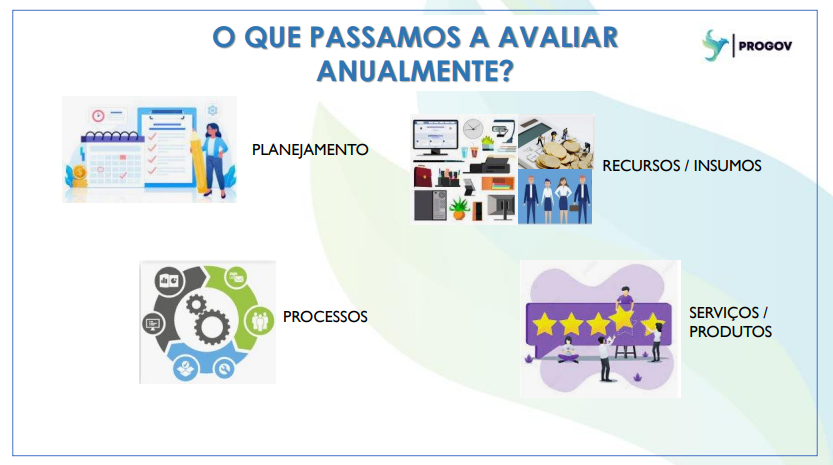 O QUE PASSAMOS A AVALIAR
ANUALMENTE?
PROGOV
PLANEJAMENTO
RECURSOS / INSUMOS
PROCESSOS
SERVIÇOS /
PRODUTOS